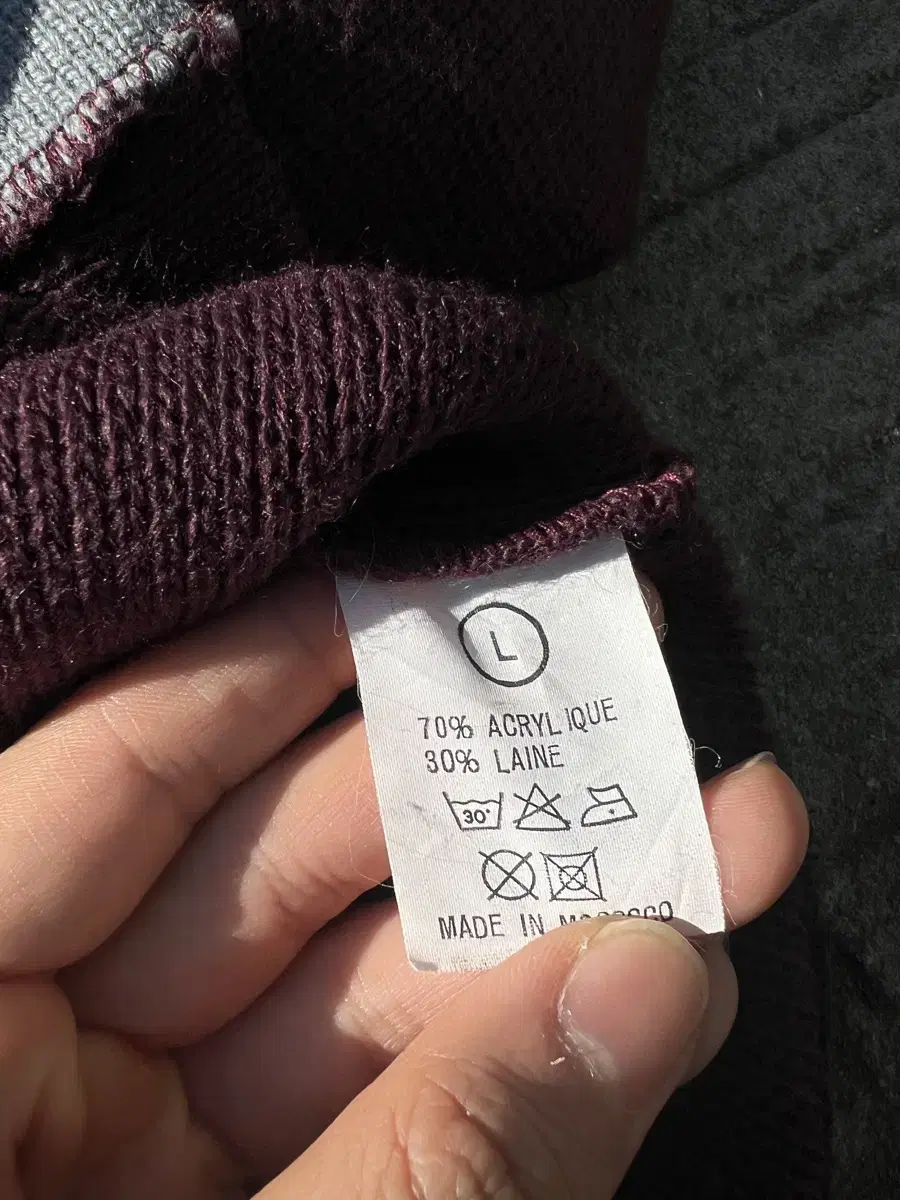 L
70% ACRYLIQUE
30% LAINE
30°
MADE IN